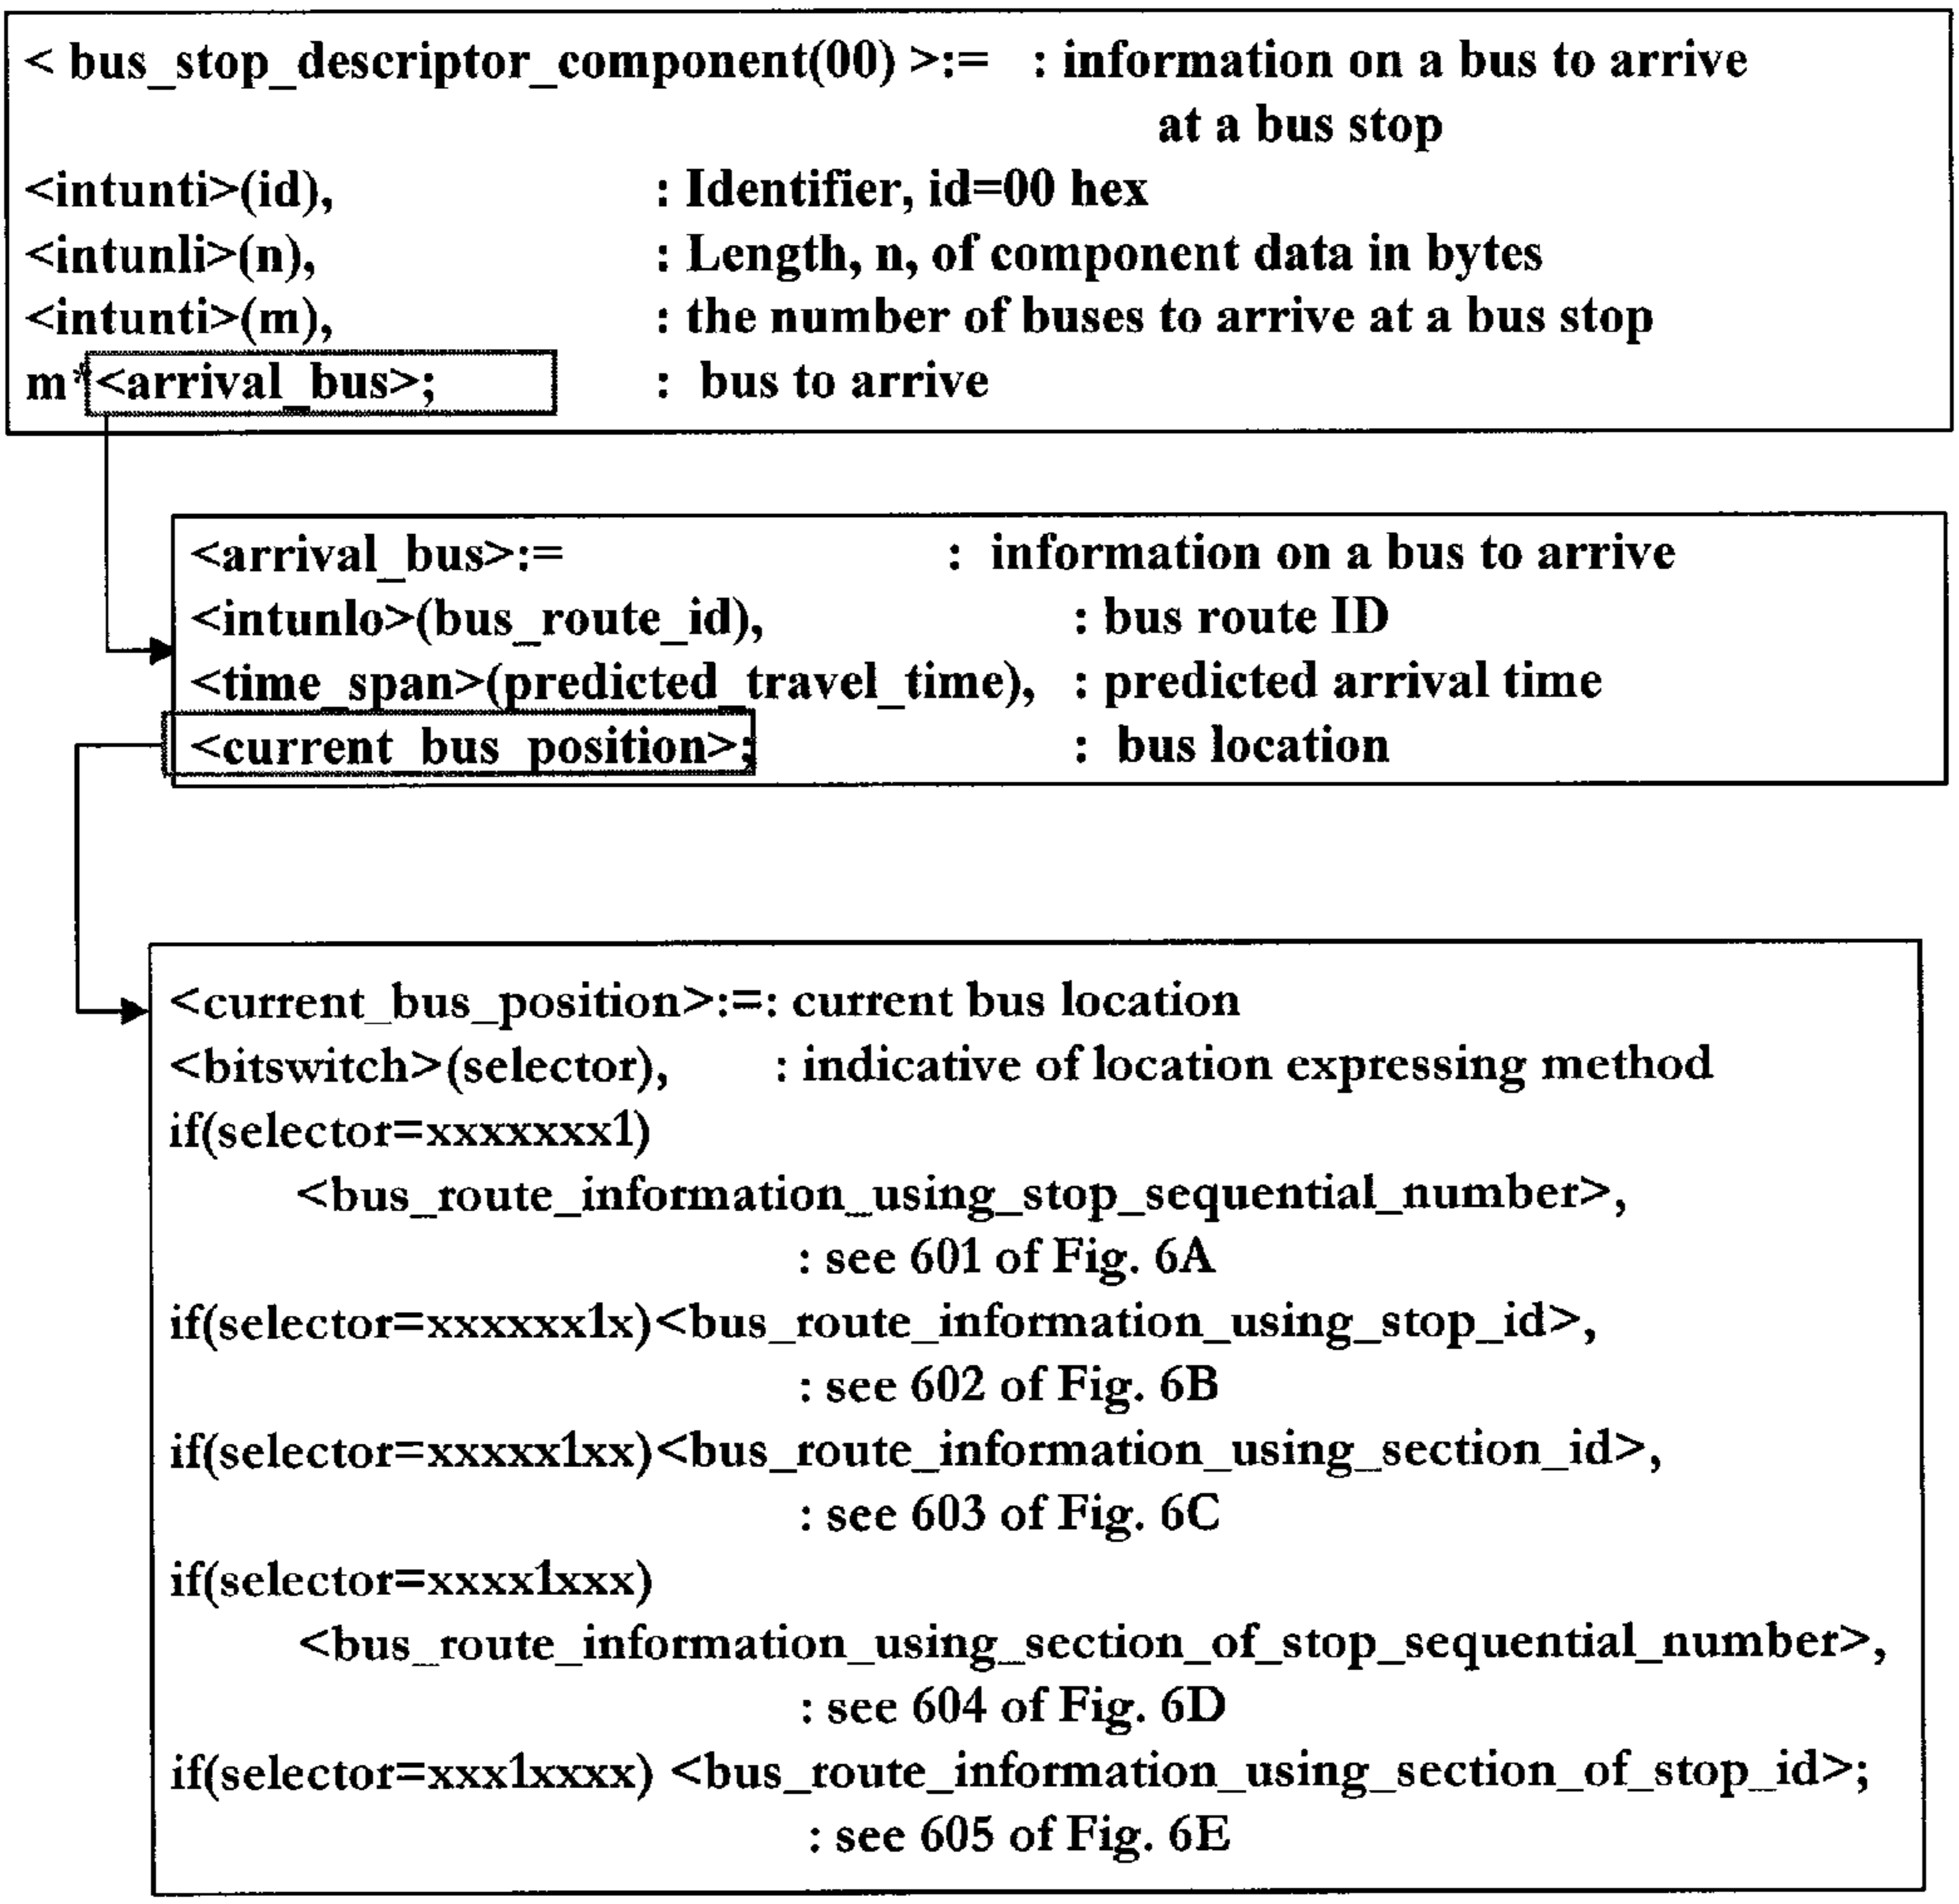 < bus_stop_descriptor_component(00) >:= : information on a bus to arrive
at a bus stop
<intunti>(id), : Identifier, id=00 hex
<intunli>(n), : Length, n, of component data in bytes
<intunti>(m), : the number of buses to arrive at a bus stop
m*<arrival_bus>; : bus to arrive
<arrival_bus>:= : information on a bus to arrive
<intunlo>(bus_route_id), : bus route ID
<time_span>(predicted_travel_time), : predicted arrival time
<current_bus_position>; : bus location
<current_bus_position>:=: current bus location
<bitswitch>(selector), : indicative of location expressing method
if(selector=xxxxxxx1)
<bus_route_information_using_stop_sequential_number>,
: see 601 of Fig. 6A
if(selector=xxxxxx1x)<bus_route_information_using_stop_id>,
: see 602 of Fig. 6B
if(selector=xxxxx1xx)<bus_route_information_using_section_id>,
: see 603 of Fig. 6C
if(selector=xxxx1xxx)
<bus_route_information_using_section_of_stop_sequential_number>,
: see 604 of Fig. 6D
if(selector=xxx1xxxx) <bus_route_information_using_section_of_stop_id>;
: see 605 of Fig. 6E